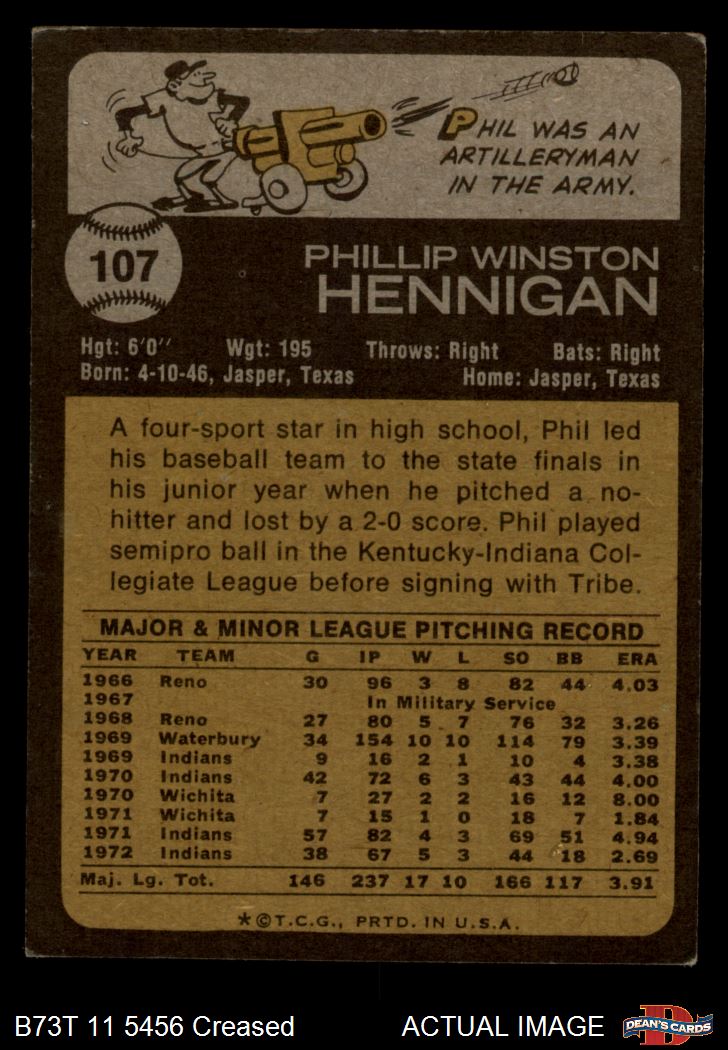 PHIL WAS AN
ARTILLERYMAN
IN THE ARMY.
107
PHILLIP WINSTON
HENNIGAN
Hgt: 6'0'' Wgt: 195 Throws: Right Bats: Right
Born: 4-10-46, Jasper, Texas Home: Jasper, Texas
A four-sport star in high school, Phil led
his baseball team to the state finals in
his junior year when he pitched a no-
hitter and lost by a 2-0 score. Phil played
semipro ball in the Kentucky-Indiana Col-
legiate League before signing with Tribe.
MAJOR & MINOR LEAGUE PITCHING RECORD
YEAR TEAM G IP W L SO BB ERA
1966 Reno 30 96 3 8 82 44 4.03
1967 In Military Service
1968 Reno 27 80 5 7 76 32 3.26
1969 Waterbury 34 154 10 10 114 79 3.39
1969 Indians 9 16 2 1 10 4 3.38
1970 Indians 42 72 6 3 43 44 4.00
1970 Wichita 7 27 2 2 16 12 8.00
1971 Wichita 7 15 1 0 18 7 1.84
1971 Indians 57 82 4 3 69 51 4.94
1972 Indians 38 67 5 3 44 18 2.69
Maj. Lg. Tot. 146 237 17 10 166 117 3.91
*©T.C.G., PRTD. IN U.S.A.
B73T 11 5456 Creased ACTUAL IMAGE
D
DEAN'S CARDS